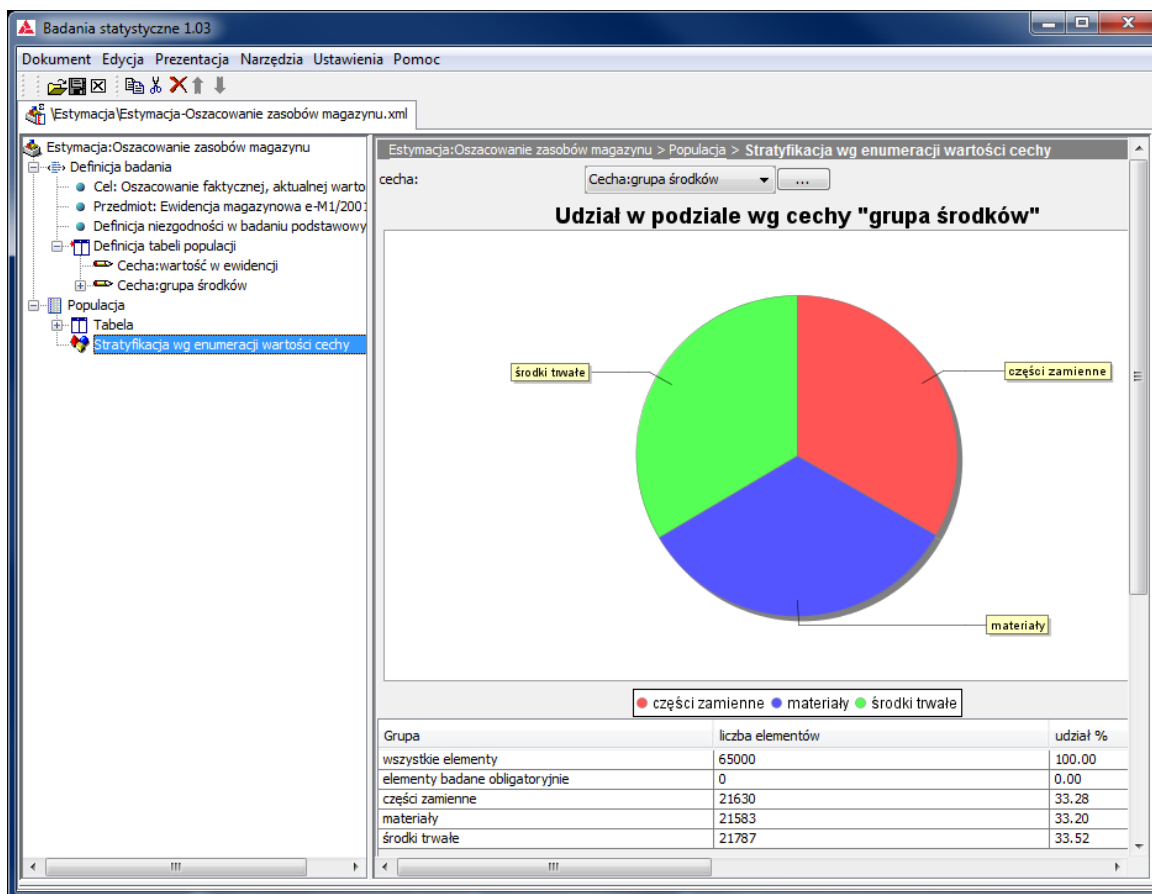 Badania statystyczne 1.03
Dokument Edycja Prezentacja Narzędzia Ustawienia Pomoc
\Estymacja\Estymacja-Oszacowanie zasobów magazynu.xml
Estymacja:Oszacowanie zasobów magazynu
Definicja badania
Cel: Oszacowanie faktycznej, aktualnej warto
Przedmiot: Ewidencja magazynowa e-M1/2001
Definicja niezgodności w badaniu podstawowy
Definicja tabeli populacji
Cecha:wartość w ewidencji
Cecha:grupa środków
Populacja
Tabela
Stratyfikacja wg enumeracji wartości cechy
Estymacja:Oszacowanie zasobów magazynu > Populacja > Stratyfikacja wg enumeracji wartości cechy
cecha: Cecha:grupa środków ...
Udział w podziale wg cechy "grupa środków"
środki trwałe
części zamienne
materiały
części zamienne materiały środki trwałe
Grupa liczba elementów udział %
wszystkie elementy 65000 100.00
elementy badane obligatoryjnie 0 0.00
części zamienne 21630 33.28
materiały 21583 33.20
środki trwałe 21787 33.52